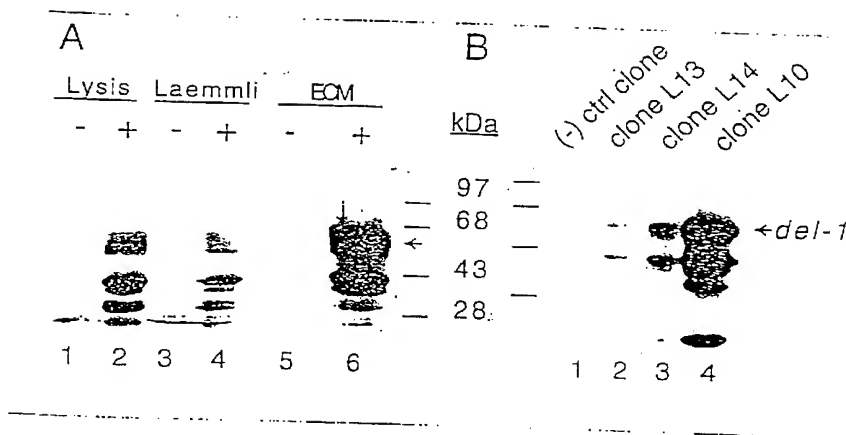 A
B
Lysis Laemmli ECM
- + - + - +
kDa
(-) ctrl clone
clone L13
clone L14
clone L10
97
68
43
28
←
←del-1
1 2 3 4 5 6
1 2 3 4